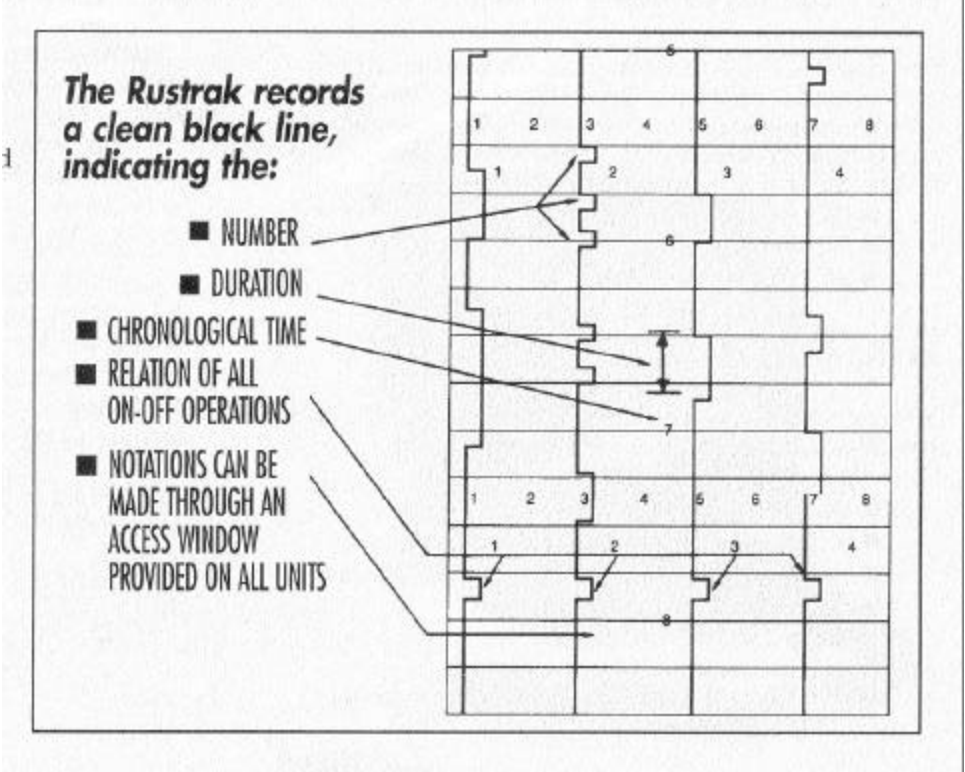 The Rustrak records
a clean black line,
indicating the:
■ NUMBER
■ DURATION
■ CHRONOLOGICAL TIME
■ RELATION OF ALL
ON-OFF OPERATIONS
■ NOTATIONS CAN BE
MADE THROUGH AN
ACCESS WINDOW
PROVIDED ON ALL UNITS
d
5
1 2 3 4 5 6 7 8
1 2 3 4
6
7
1 2 3 4 5 6 7 8
1 2 3 4
8